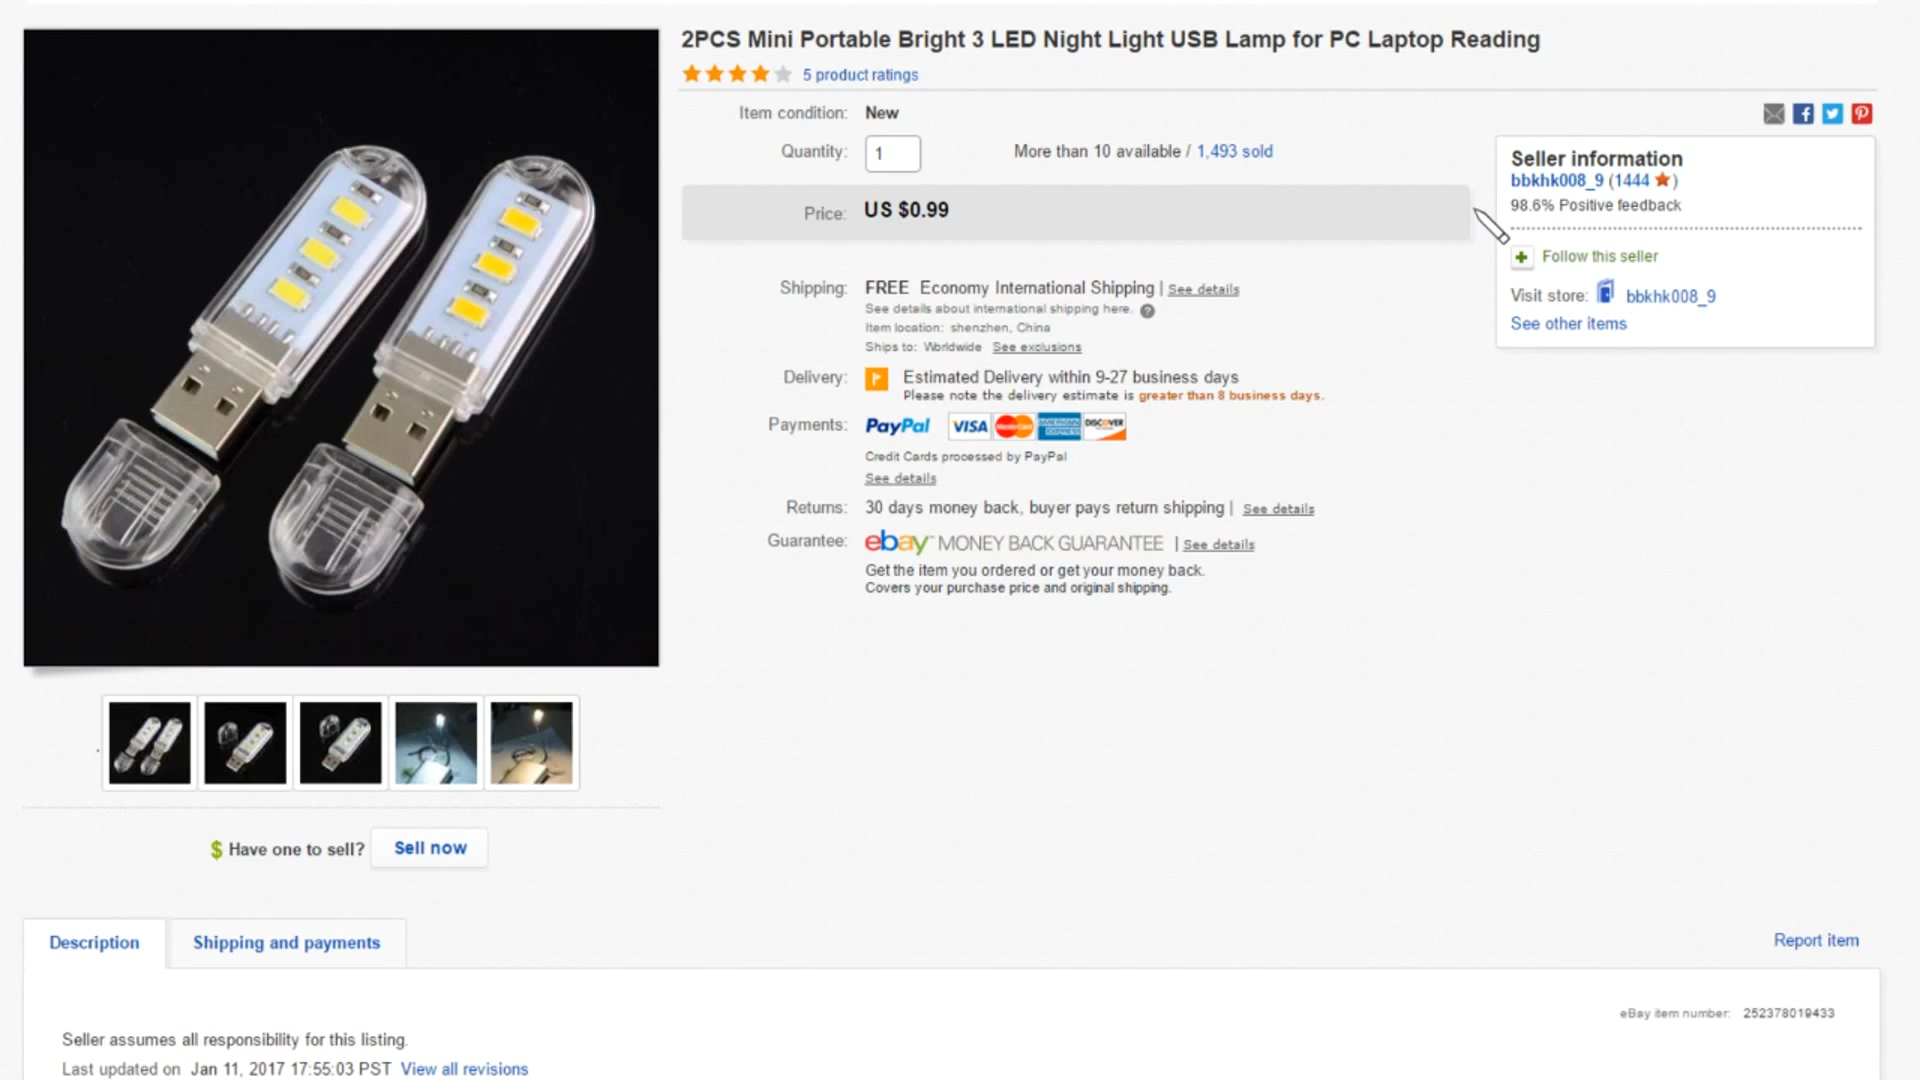 2PCS Mini Portable Bright 3 LED Night Light USB Lamp for PC Laptop Reading
5 product ratings
Item condition: New
Quantity: 1 More than 10 available / 1,493 sold
Price: US $0.99
Shipping: FREE Economy International Shipping | See details
See details about international shipping here. ?
Item location: shenzhen, China
Ships to: Worldwide See exclusions
Delivery: Estimated Delivery within 9-27 business days
Please note the delivery estimate is greater than 8 business days.
Payments: PayPal VISA MasterCard AMERICAN EXPRESS DISCOVER
Credit Cards processed by PayPal
See details
Returns: 30 days money back, buyer pays return shipping | See details
Guarantee: ebay MONEY BACK GUARANTEE | See details
Get the item you ordered or get your money back.
Covers your purchase price and original shipping.
Seller information
bbkhk008_9 (1444 )
98.6% Positive feedback
Follow this seller
Visit store: bbkhk008_9
See other items
$ Have one to sell? Sell now
Description
Shipping and payments
Report item
eBay item number: 252378019433
Seller assumes all responsibility for this listing.
Last updated on Jan 11, 2017 17:55:03 PST View all revisions